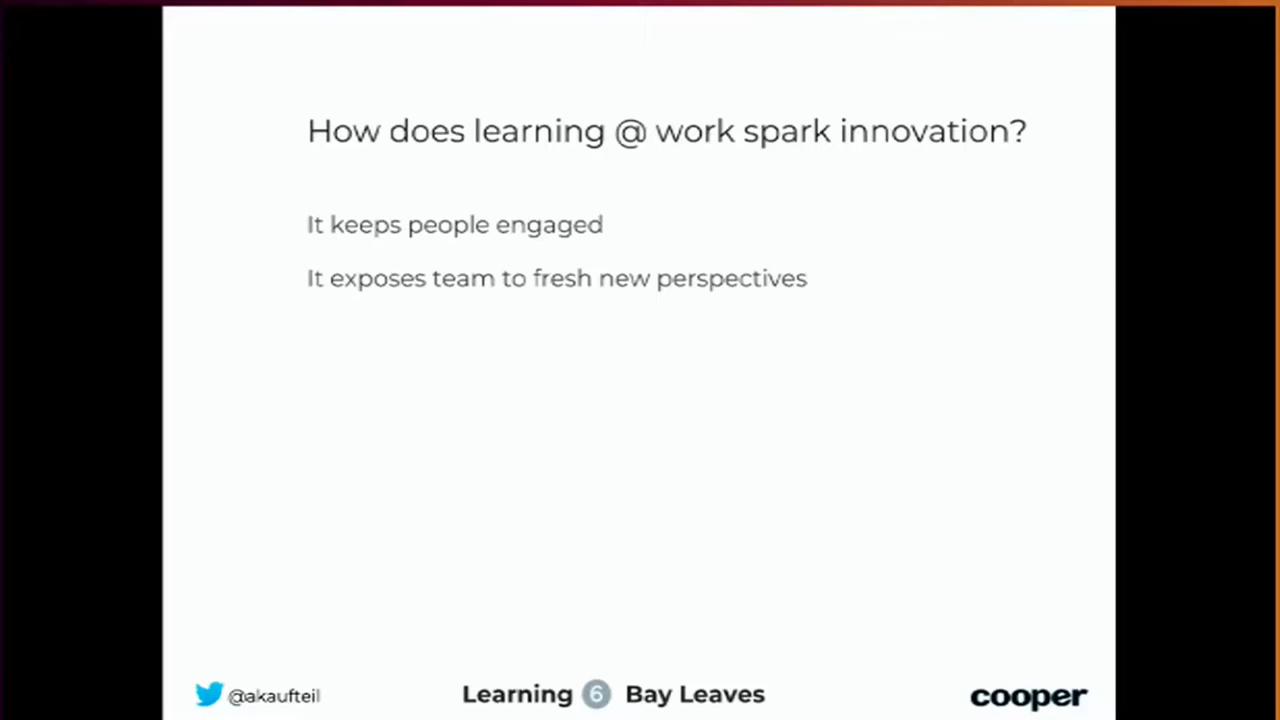 How does learning @ work spark innovation?
It keeps people engaged
It exposes team to fresh new perspectives
@akaufteil
Learning 6 Bay Leaves
cooper